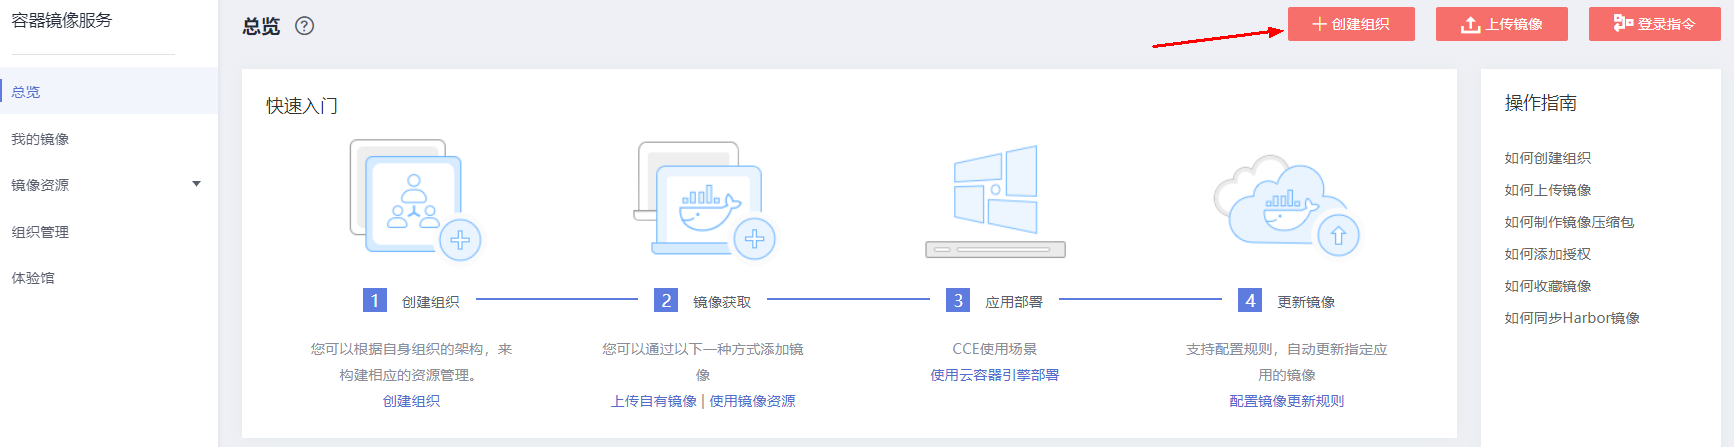 容器镜像服务
总览
我的镜像
镜像资源
组织管理
体验馆
总览 ?
创建组织
上传镜像
登录指令
快速入门
1 创建组织
您可以根据自身组织的架构，来
构建相应的资源管理。
创建组织
2 镜像获取
您可以通过以下一种方式添加镜
像
上传自有镜像 | 使用镜像资源
3 应用部署
CCE使用场景
使用云容器引擎部署
4 更新镜像
支持配置规则，自动更新指定应
用的镜像
配置镜像更新规则
操作指南
如何创建组织
如何上传镜像
如何制作镜像压缩包
如何添加授权
如何收藏镜像
如何同步Harbor镜像